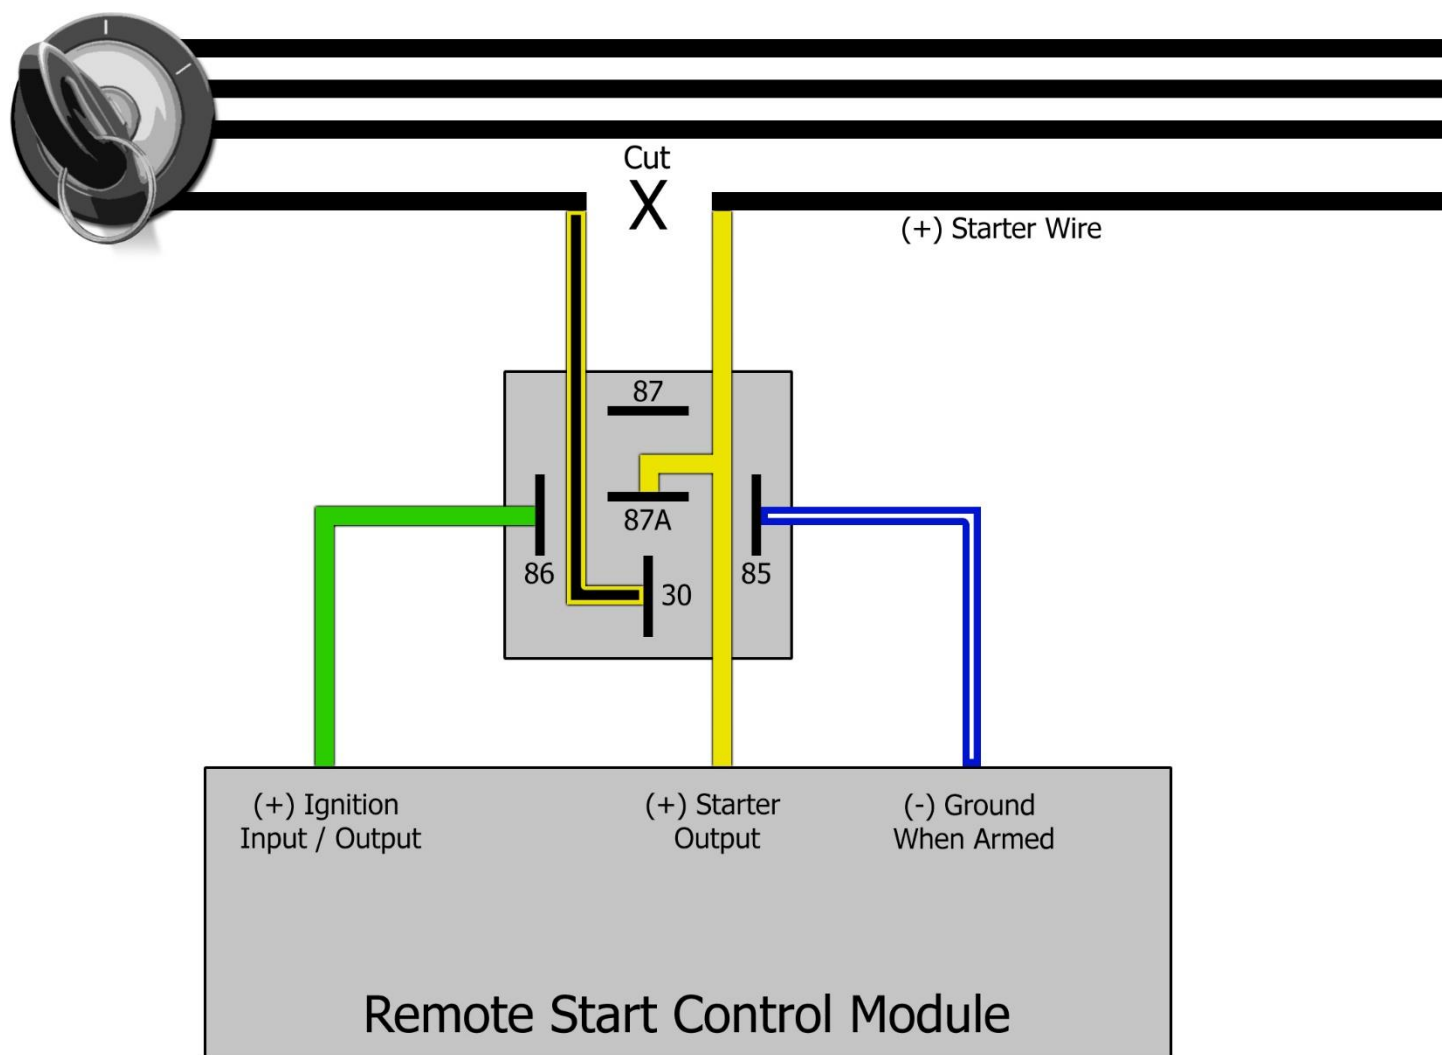 Cut
X
(+) Starter Wire
87
87A
86
85
30
(+) Ignition
Input / Output
(+) Starter
Output
(-) Ground
When Armed
Remote Start Control Module